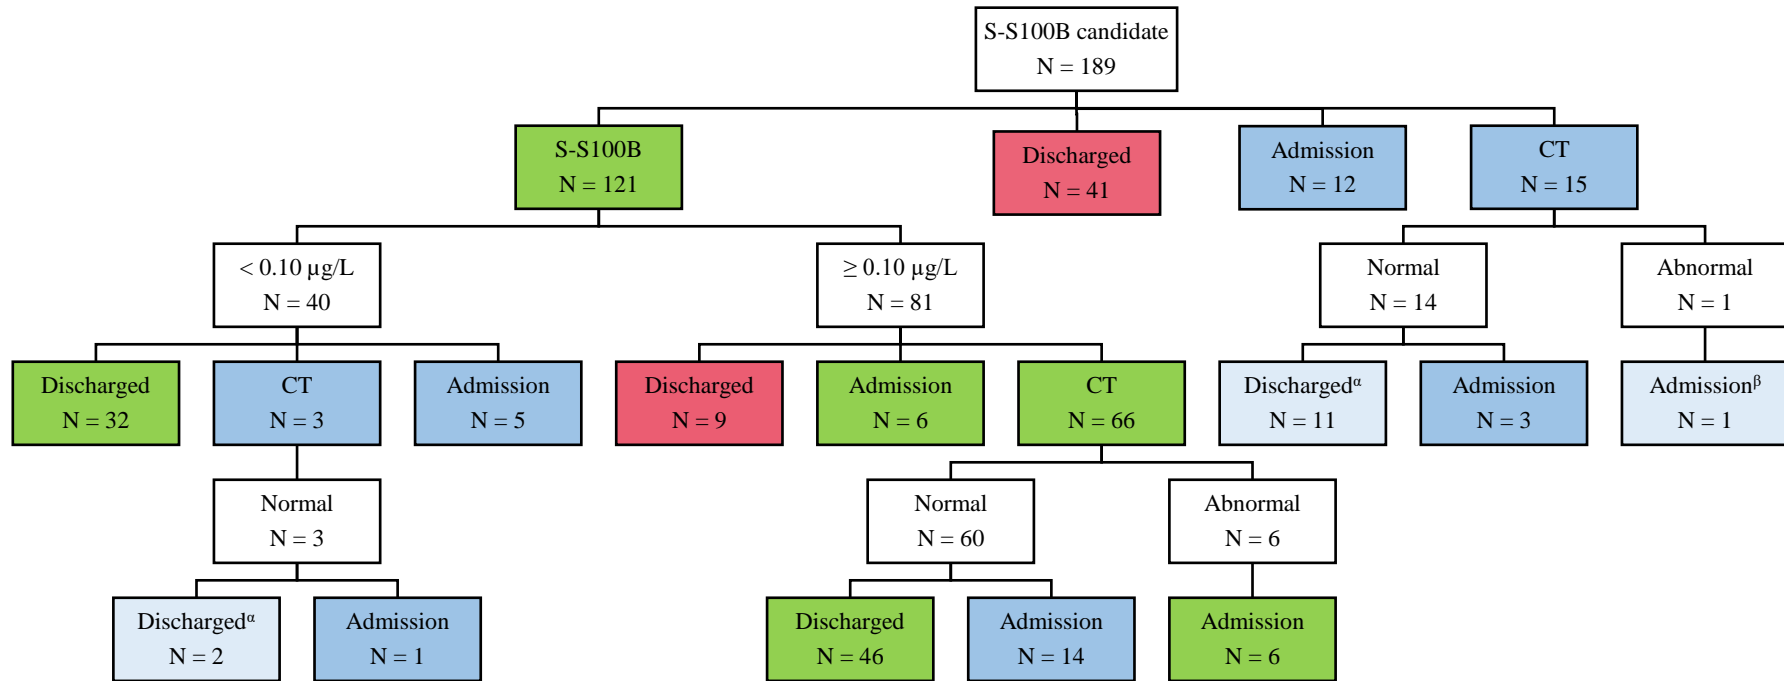 S-S100B candidate
N = 189
S-S100B
N = 121
Discharged
N = 41
Admission
N = 12
CT
N = 15
< 0.10 µg/L
N = 40
≥ 0.10 µg/L
N = 81
Normal
N = 14
Abnormal
N = 1
Discharged
N = 32
CT
N = 3
Admission
N = 5
Discharged
N = 9
Admission
N = 6
CT
N = 66
Dischargedᵅ
N = 11
Admission
N = 3
Admissionᵝ
N = 1
Normal
N = 3
Normal
N = 60
Abnormal
N = 6
Dischargedᵅ
N = 2
Admission
N = 1
Discharged
N = 46
Admission
N = 14
Admission
N = 6